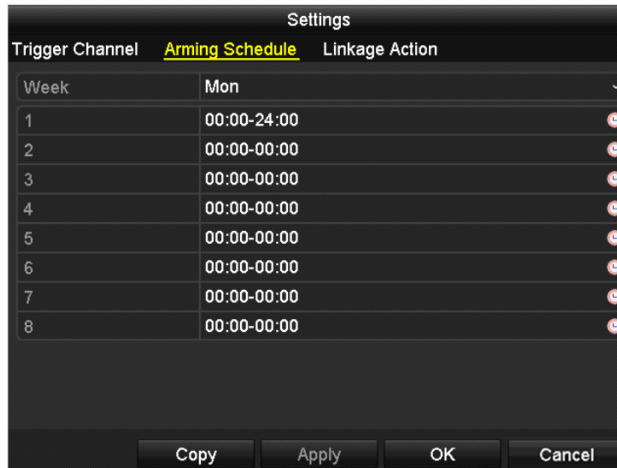 Settings
Trigger Channel Arming Schedule Linkage Action
Week Mon
1 00:00-24:00
2 00:00-00:00
3 00:00-00:00
4 00:00-00:00
5 00:00-00:00
6 00:00-00:00
7 00:00-00:00
8 00:00-00:00
Copy Apply OK Cancel